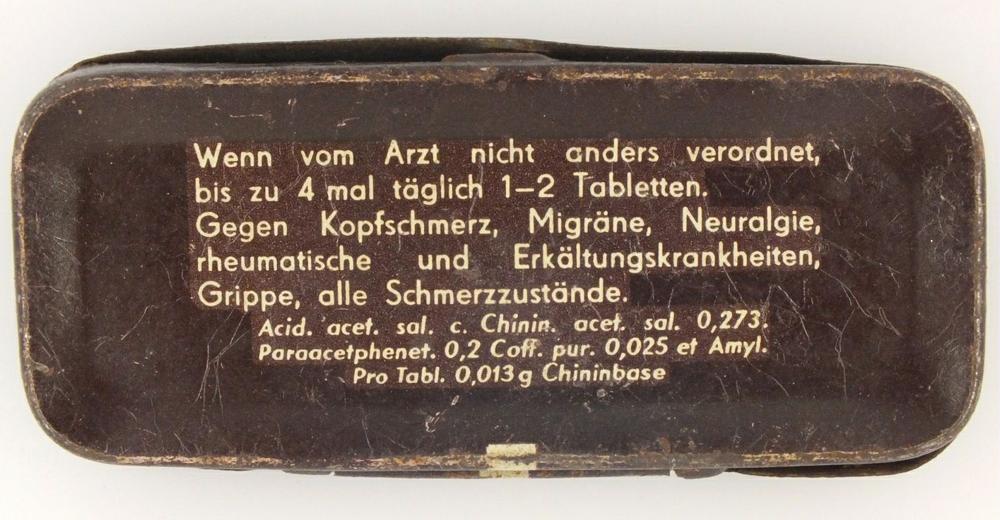 Wenn vom Arzt nicht anders verordnet,
bis zu 4 mal täglich 1–2 Tabletten.
Gegen Kopfschmerz, Migräne, Neuralgie,
rheumatische und Erkältungskrankheiten,
Grippe, alle Schmerzzustände.
Acid. acet. sal. c. Chinin. acet. sal. 0,273.
Paraacetphenet. 0,2 Coff. pur. 0,025 et Amyl.
Pro Tabl. 0,013 g Chininbase